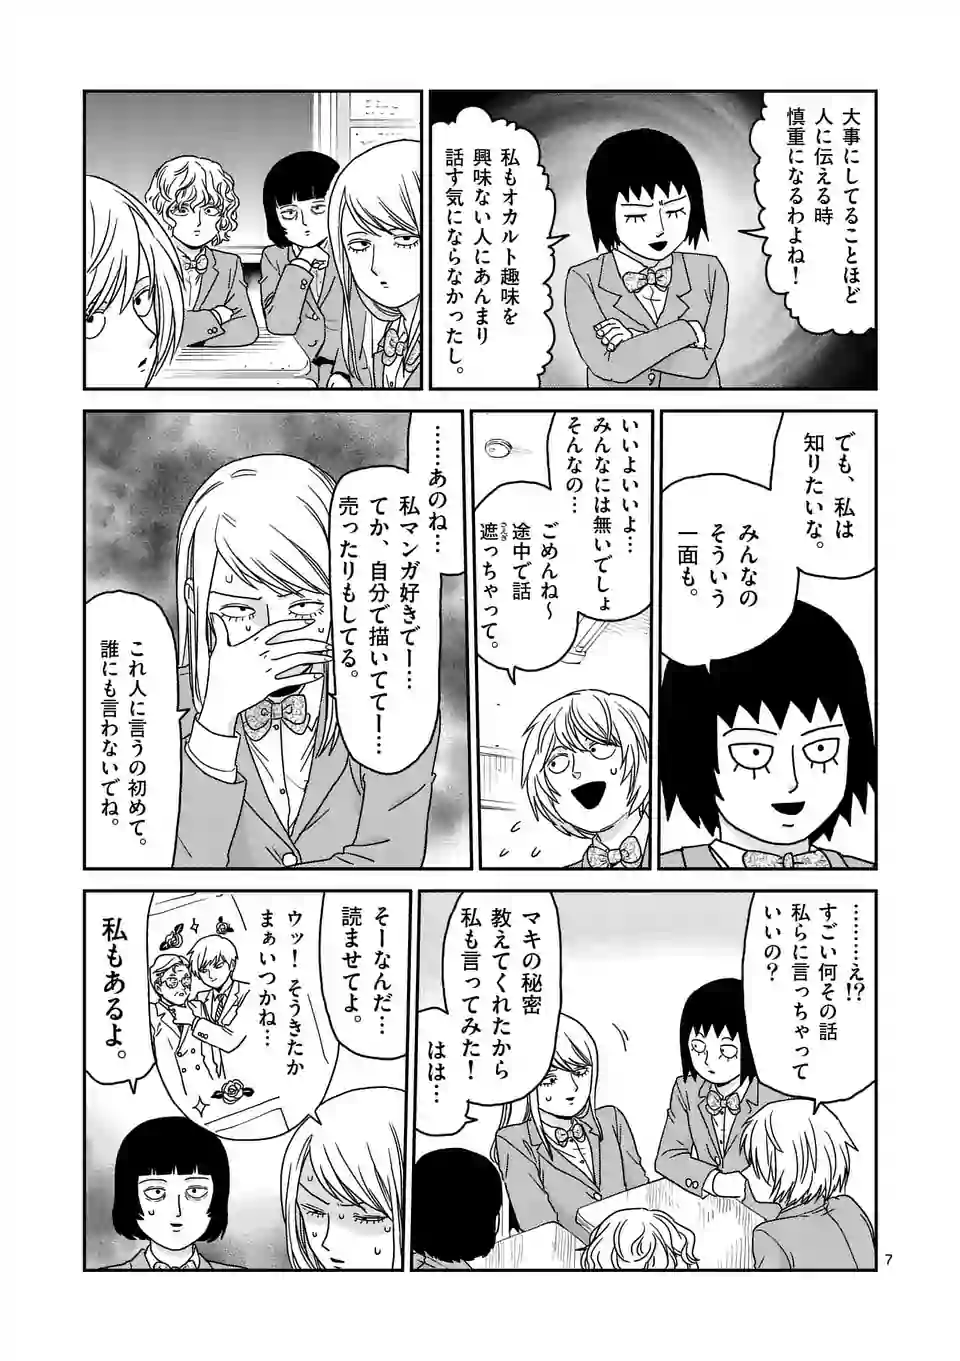 大事にしてることほど
人に伝える時
慎重になるわよね！
私もオカルト趣味を
興味ない人にあんまり
話す気にならなかったし。
でも、私は
知りたいな。
みんなの
そういう
一面も。
いいよいいよ…
みんなには無いでしょ
そんなの…
ごめんね〜
途中で話
遮っちゃって。
さえぎ
……あのね…
私マンガ好きでー…
てか、自分で描いててー…
売ったりもしてる。
これ人に言うの初めて。
誰にも言わないでね。
………え!?
すごい何その話
私らに言っちゃって
いいの？
マキの秘密
教えてくれたから
私も言ってみた！
はは…
そーなんだ…
読ませてよ。
ウッ！そうきたか
まぁいつかね…
私もあるよ。
7